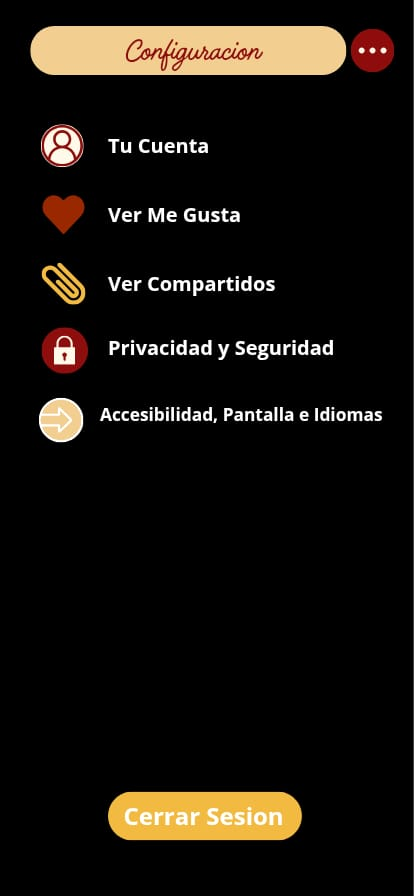 Configuracion
Tu Cuenta
Ver Me Gusta
Ver Compartidos
Privacidad y Seguridad
Accesibilidad, Pantalla e Idiomas
Cerrar Sesion